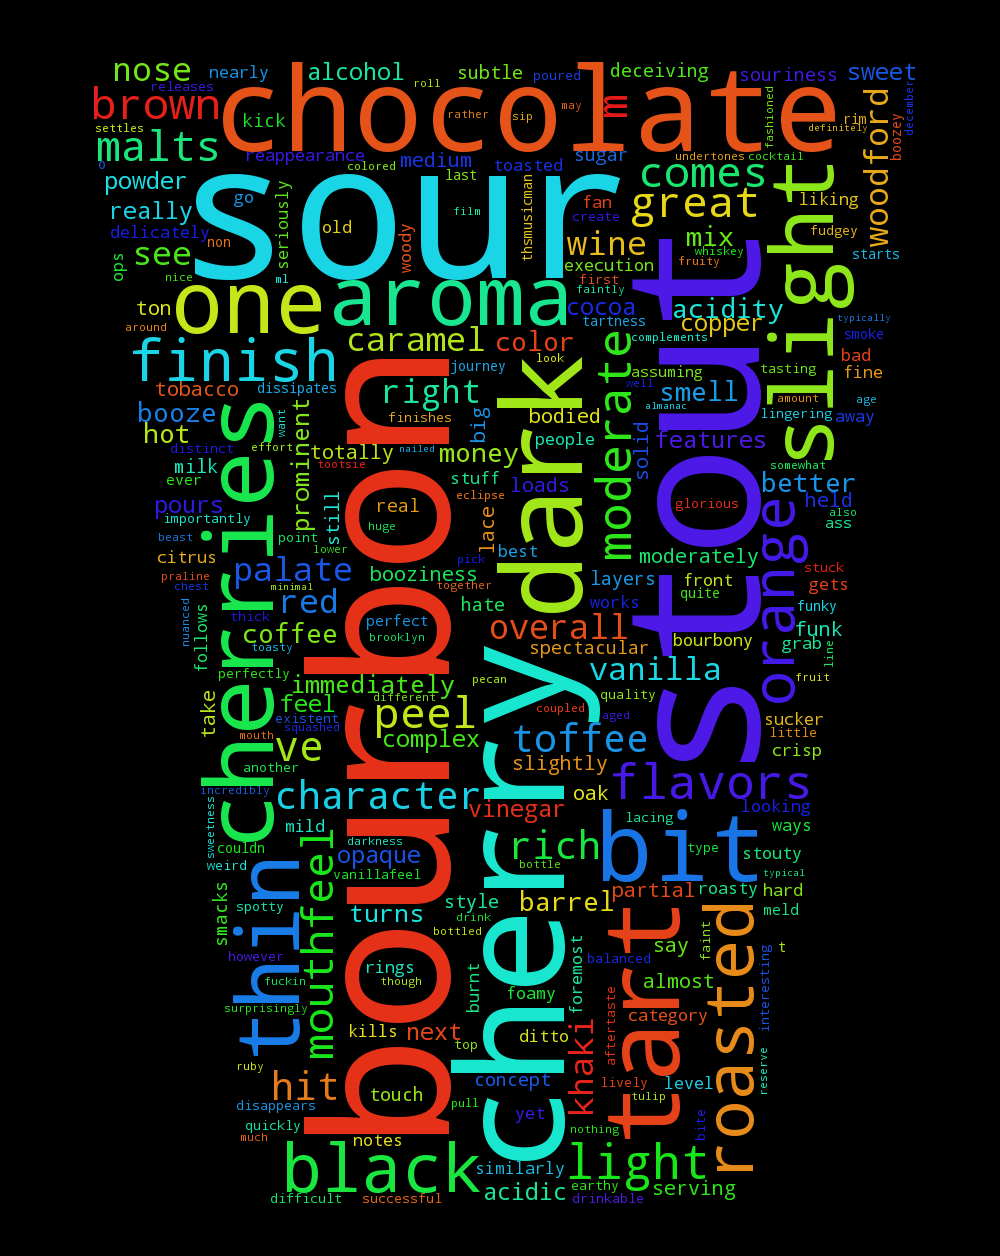 nose
nearly
releases
alcohol
roll
subtle
poured
deceiving
souriness
sweet
brown
chocolate
m
fashioned
woodford
december
settles
kick
rather
sip
may
rim
boozey
definitely
malts
o
reappearance
colored
medium
last
toasted
sugar
undertones
cocktail
powder
sour
comes
slight
really
go
seriously
old
woody
film
thsmusicman
fan
create
great
liking
fudgey
delicately
non
see
ops
nice
ml
wine
execution
mix
whiskey
fruity
starts
first
faintly
ton
one
aroma
cocoa
tartness
acidity
copper
typically
around
finish
caramel
color
look
complements
moderate
stout
smoke
bad
fine
tobacco
dissipates
journey
right
dark
assuming
well
smell
tasting
amount
age
booze
cherries
want
finishes
big
bodied
almanac
lingering
away
hot
distinct
effort
prominent
totally
nailed
money
people
solid
features
milk
ever
tootsie
bourbon
stuff
loads
somewhat
better
pours
importantly
still
real
eclipse
lace
glorious
held
also
ass
beast
point
huge
lower
best
pick
moderately
orange
citrus
praline
chest
palate
minimal
booziness
together
layers
front
quite
stuck
gets
nuanced
follows
thick
red
perfect
hate
works
funky
coffee
toasty
brooklyn
overall
spectacular
bourbony
funk
grab
line
perfectly
immediately
different
pecan
cherry
vanilla
quality
fruit
take
feel
existent
squashed
peel
coupled
aged
sucker
little
mouth
ve
complex
toffee
slightly
crisp
another
incredibly
character
oak
flavors
looking
sweetness
mild
vinegar
lacing
bit
ways
couldn
weird
darkness
opaque
vanillafeel
rich
bottle
type
stouty
typical
thin
mouthfeel
smacks
spotty
turns
style
drink
barrel
partial
roasty
hard
meld
however
bottled
tart
faint
roasted
t
fuckin
rings
though
burnt
foamy
foremost
balanced
say
almost
interesting
surprisingly
kills
next
top
ditto
aftertaste
category
ruby
hit
touch
concept
khaki
lively
level
reserve
disappears
quickly
much
pull
yet
tulip
bite
notes
nothing
black
similarly
light
difficult
successful
acidic
earthy
drinkable
serving